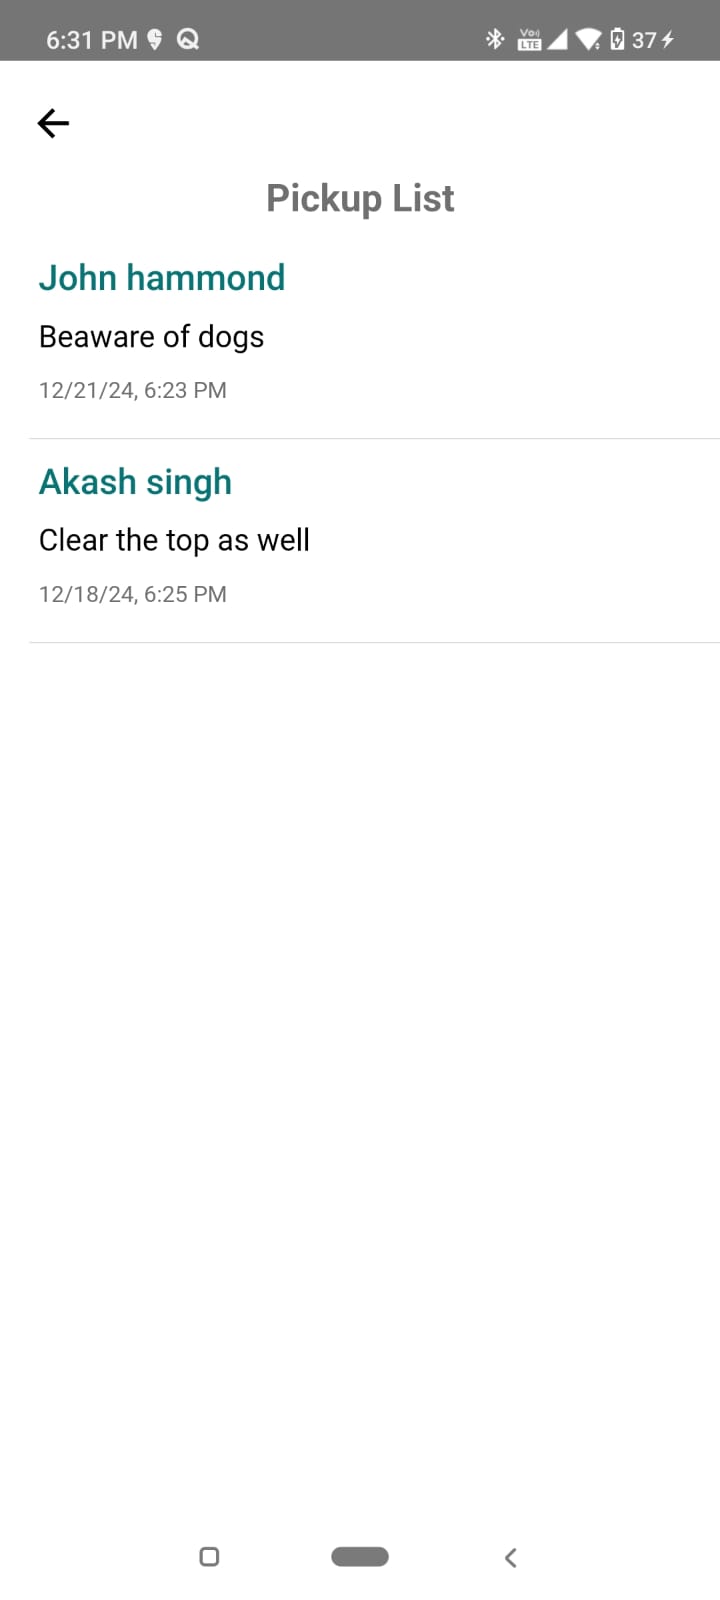 6:31 PM
Vo)) LTE
37
Pickup List
John hammond
Beaware of dogs
12/21/24, 6:23 PM
Akash singh
Clear the top as well
12/18/24, 6:25 PM